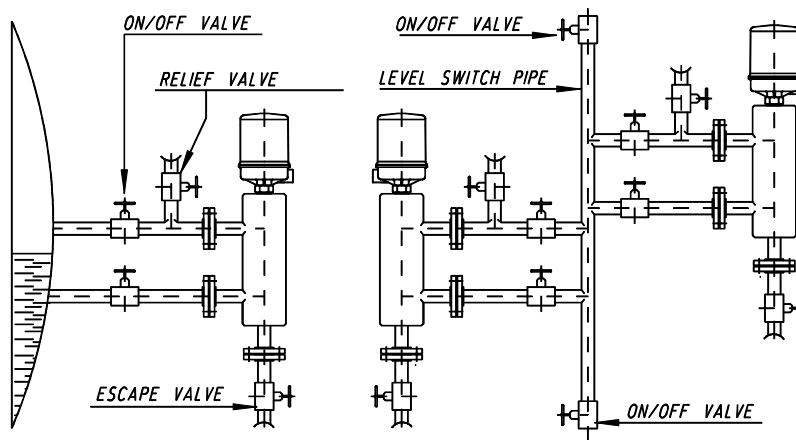 ON/OFF VALVE
RELIEF VALVE
ESCAPE VALVE
ON/OFF VALVE
LEVEL SWITCH PIPE
ON/OFF VALVE